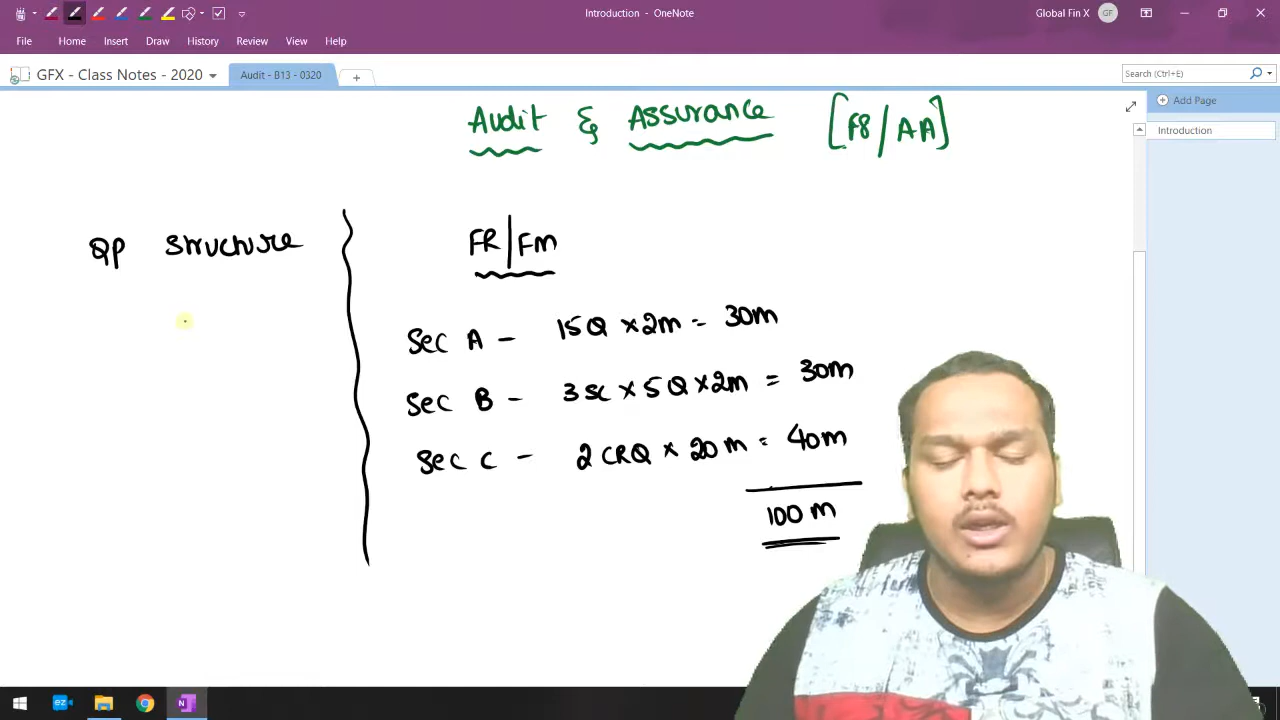 Introduction - OneNote
Global Fin X GF
File Home Insert Draw History Review View Help
GFX - Class Notes - 2020
Audit - B13 - 0320
Search (Ctrl+E)
Add Page
Introduction
Audit & Assurance [F8/AA]
QP Structure
FR|FM
Sec A - 15Q x 2m = 30m
Sec B - 3 Sc x 5Q x 2m = 30m
Sec C - 2 CRQ x 20m = 40m
100 m
ez
N